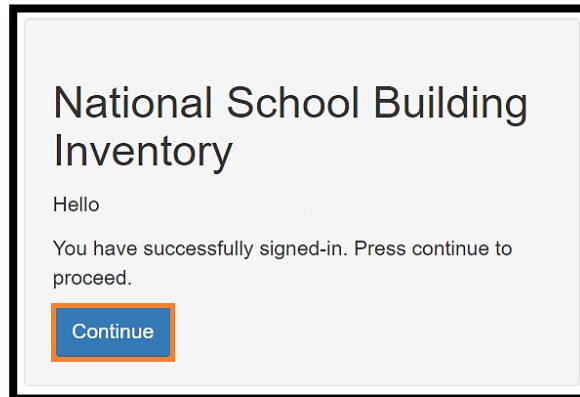 National School Building
Inventory
Hello
You have successfully signed-in. Press continue to
proceed.
Continue